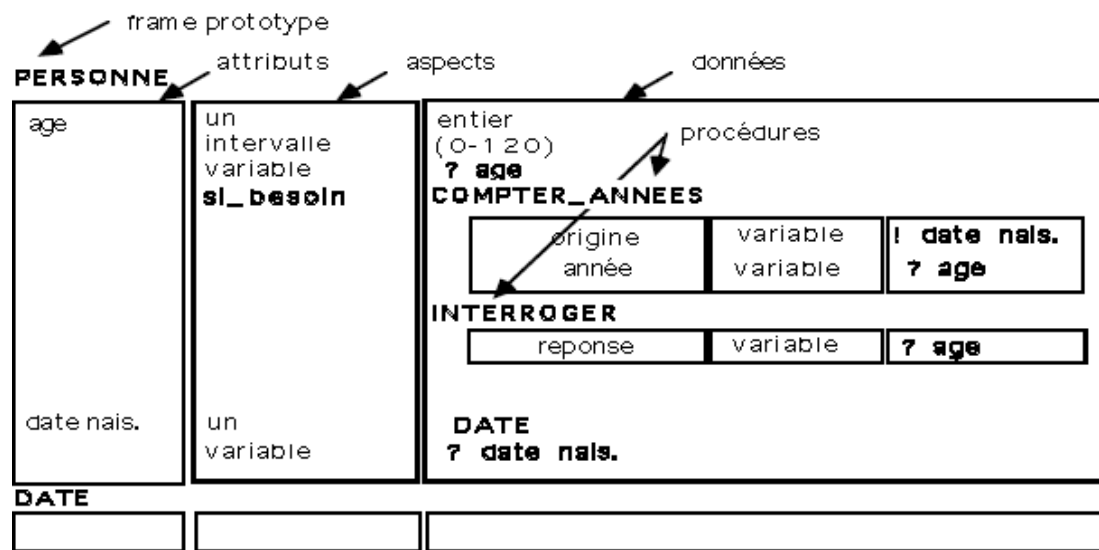 frame prototype
attributs aspects données
PERSONNE
age un entier
intervalle (0-120) procédures
variable ? age
si_besoin COMPTER_ANNEES
origine variable ! date nais.
année variable ? age
INTERROGER
reponse variable ? age
date nais. un DATE
variable ? date nais.
DATE